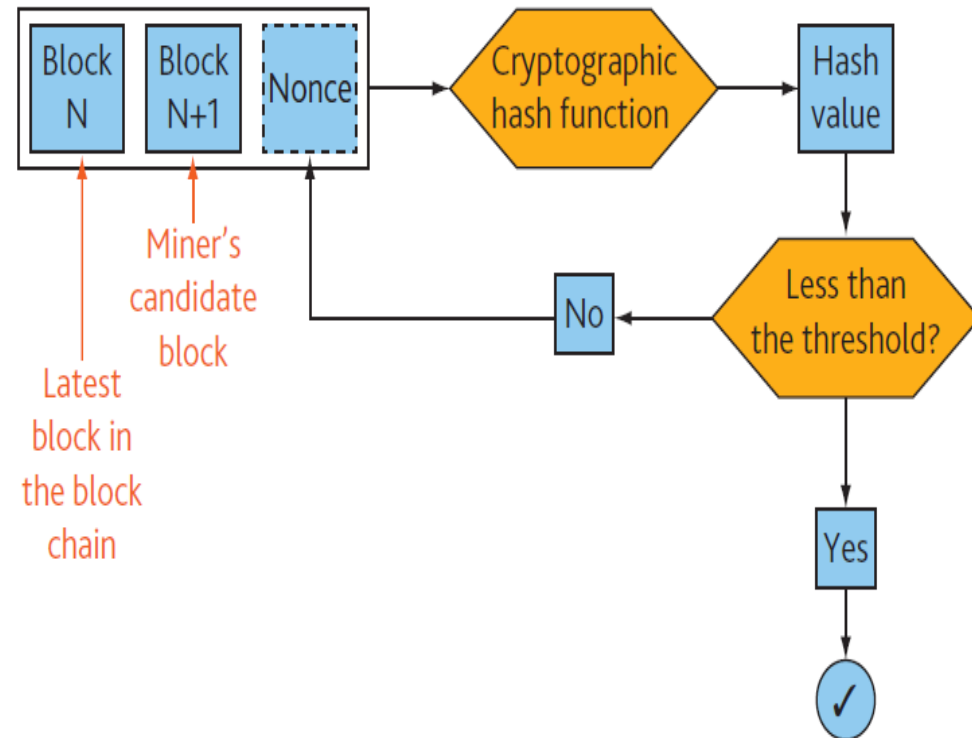 Block
N
Block
N+1
Nonce
Cryptographic
hash function
Hash
value
Miner's
candidate
block
Latest
block in
the block
chain
No
Less than
the threshold?
Yes
✓